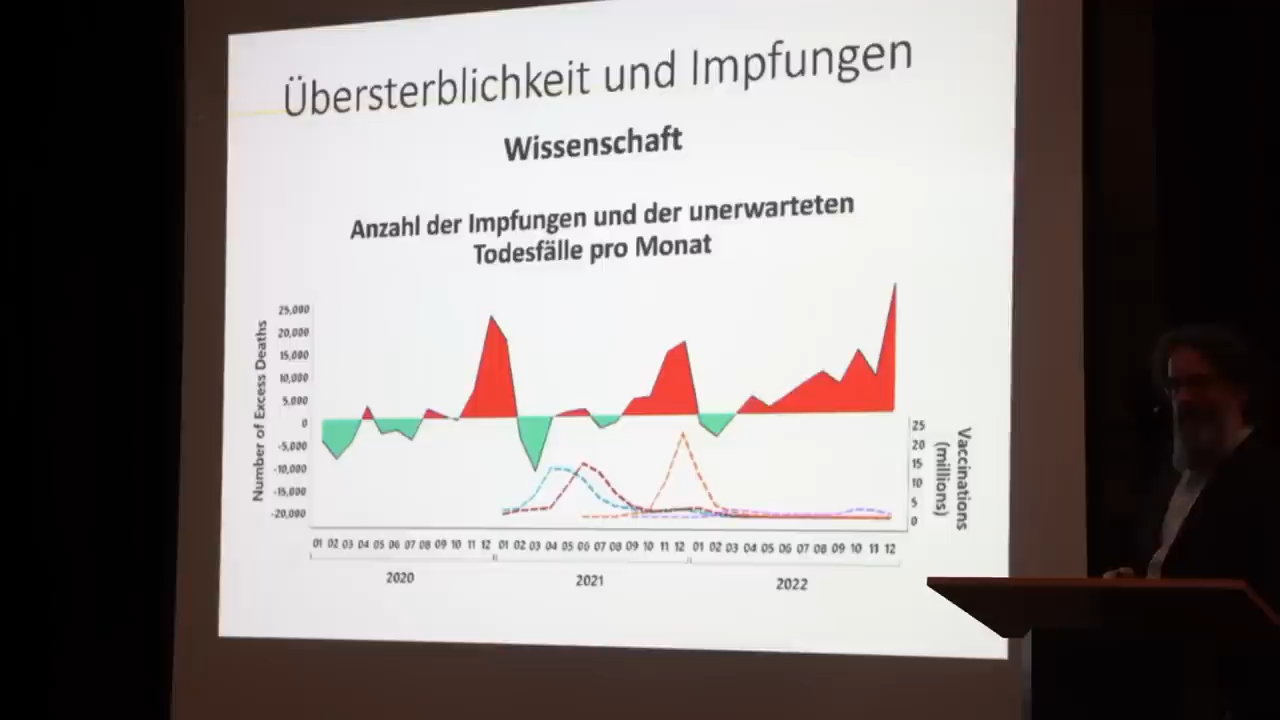 Übersterblichkeit und Impfungen
Wissenschaft
Anzahl der Impfungen und der unerwarteten
Todesfälle pro Monat
Number of Excess Deaths
25,000
20,000
15,000
10,000
5,000
0
-5,000
-10,000
-15,000
-20,000
25
20
15
10
5
0
Vaccinations
(millions)
01 02 03 04 05 06 07 08 09 10 11 12 01 02 03 04 05 06 07 08 09 10 11 12 01 02 03 04 05 06 07 08 09 10 11 12
2020 2021 2022